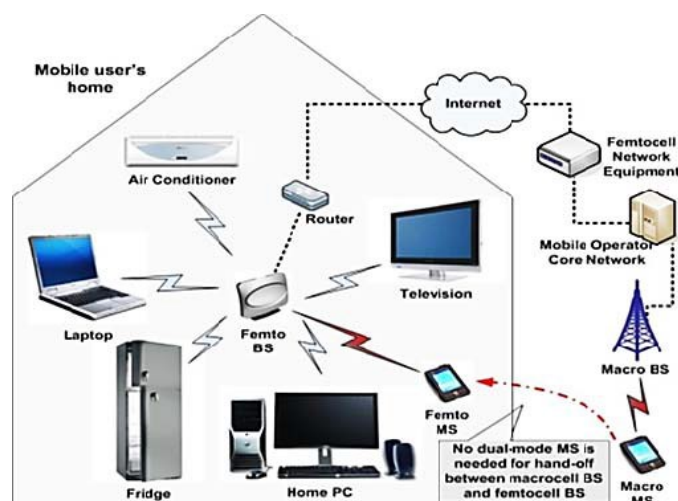 Mobile user's
home
Internet
Femtocell
Network
Equipment
Air Conditioner
Router
Mobile Operator
Core Network
Television
Laptop
Femto
BS
Macro BS
Femto
MS
No dual-mode MS is
needed for hand-off
between macrocell BS
and femtocell BS
Fridge
Home PC
Macro
MS